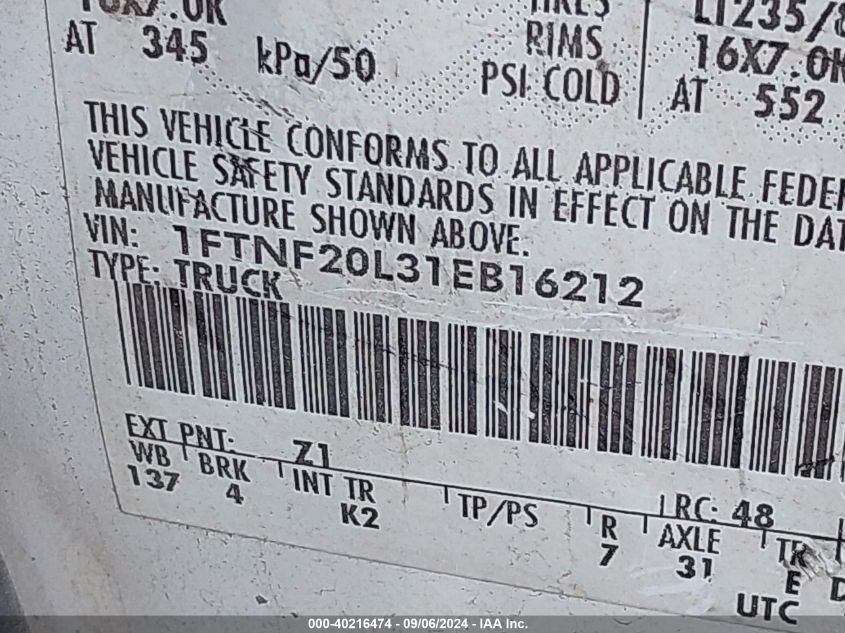 16X7.0K TIRES LT235/8
AT 345 kPa/50 RIMS 16X7.0K
PSI COLD AT 552
THIS VEHICLE CONFORMS TO ALL APPLICABLE FEDER
VEHICLE SAFETY STANDARDS IN EFFECT ON THE DAT
MANUFACTURE SHOWN ABOVE.
VIN: 1FTNF20L31EB16212
TYPE: TRUCK
EXT PNT: Z1 RC: 48
WB BRK INT TR TP/PS R AXLE TR
137 4 K2 7 31 E D
UTC
000-40216474 - 09/06/2024 - IAA Inc.